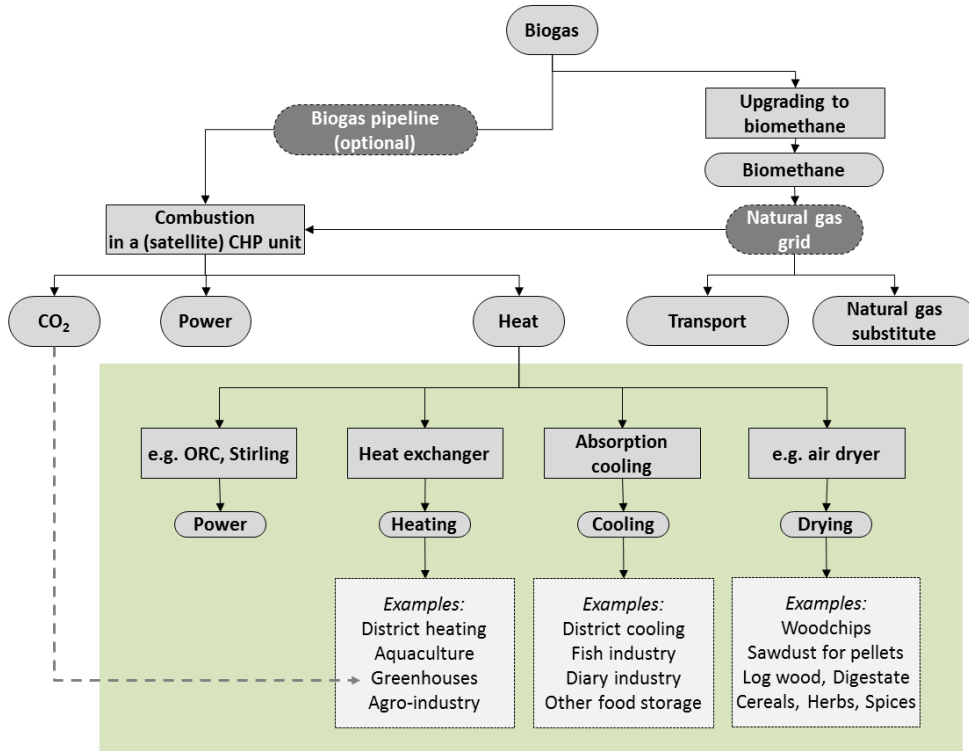 Biogas
Biogas pipeline
(optional)
Upgrading to
biomethane
Biomethane
Combustion
in a (satellite) CHP unit
Natural gas
grid
CO₂
Power
Heat
Transport
Natural gas
substitute
e.g. ORC, Stirling
Heat exchanger
Absorption
cooling
e.g. air dryer
Power
Heating
Cooling
Drying
Examples:
District heating
Aquaculture
Greenhouses
Agro-industry
Examples:
District cooling
Fish industry
Diary industry
Other food storage
Examples:
Woodchips
Sawdust for pellets
Log wood, Digestate
Cereals, Herbs, Spices